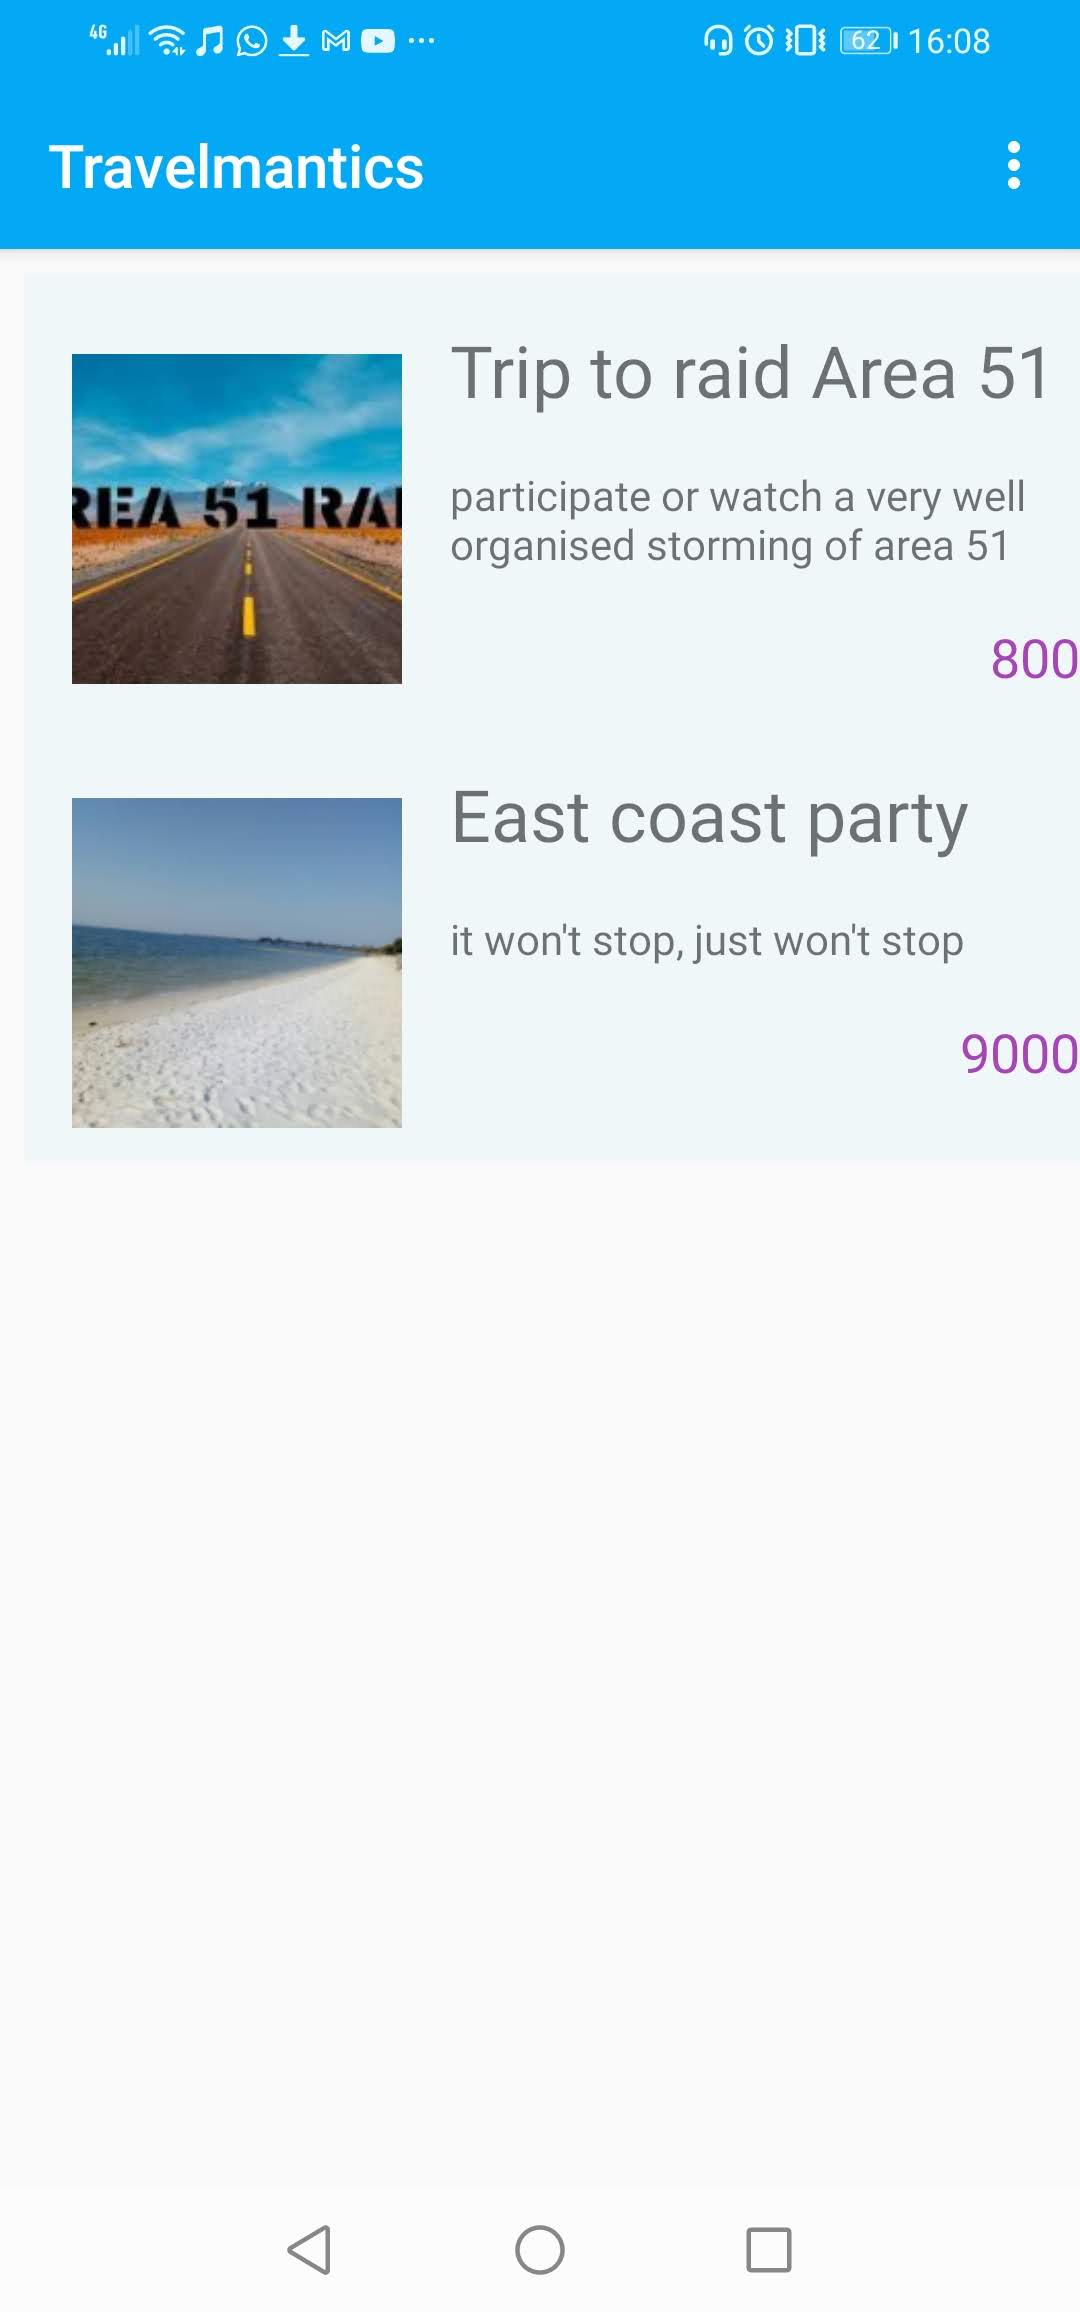 4G 62 16:08
Travelmantics
Trip to raid Area 51
REA 51 RAI
participate or watch a very well
organised storming of area 51
800
East coast party
it won't stop, just won't stop
9000